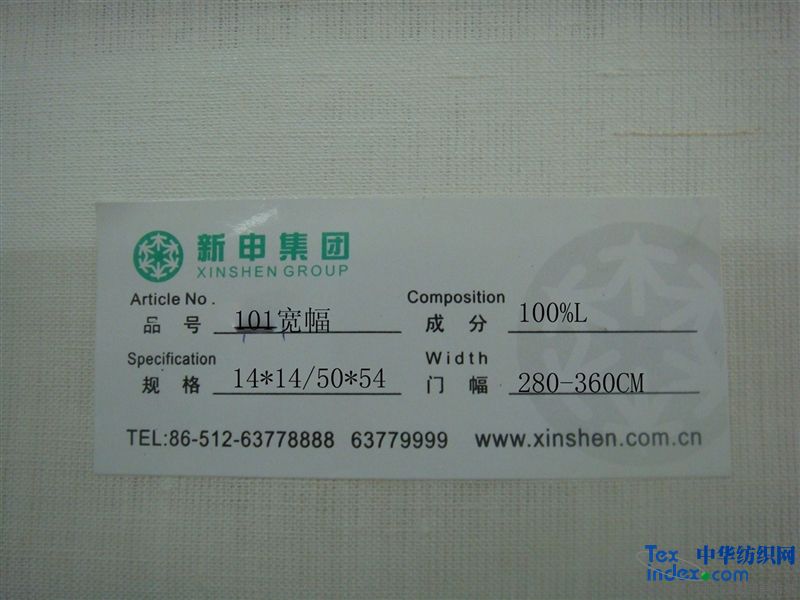 新申集团
XINSHEN GROUP
Article No.
品号 101宽幅
Composition
成分 100%L
Specification
规格 14*14/50*54
Width
门幅 280-360CM
TEL:86-512-63778888 63779999 www.xinshen.com.cn
Tex 中华纺织网
index.com